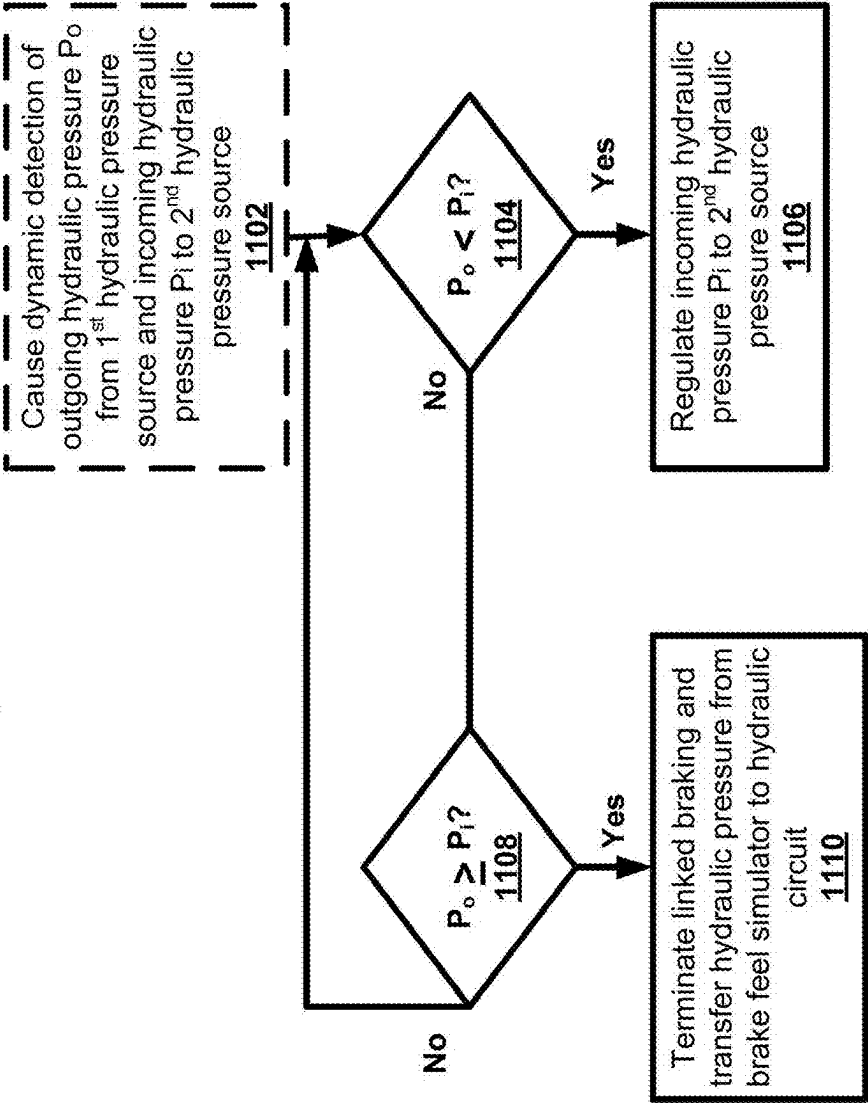 Cause dynamic detection of
outgoing hydraulic pressure Po
from 1st hydraulic pressure
source and incoming hydraulic
pressure Pi to 2nd hydraulic
pressure source
1102
Po < Pi?
1104
Yes
No
Regulate incoming hydraulic
pressure Pi to 2nd hydraulic
pressure source
1106
Po ≥ Pi?
1108
Yes
No
Terminate linked braking and
transfer hydraulic pressure from
brake feel simulator to hydraulic
circuit
1110